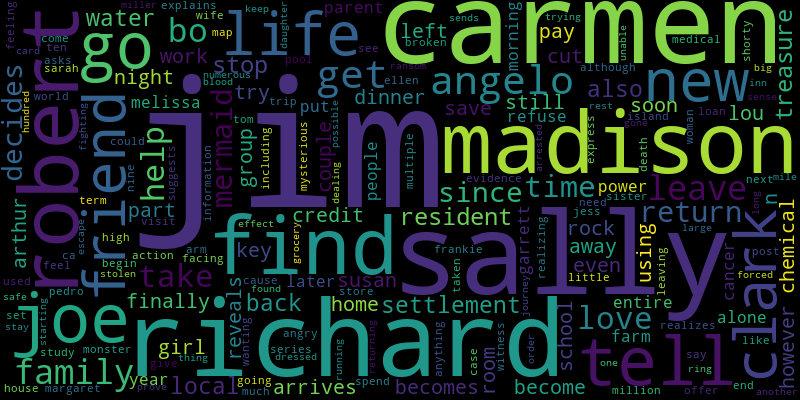 jim
carmen
sally
richard
madison
robert
joe
find
tell
new
clark
go
life
friend
get
angelo
family
leave
love
take
time
bo
return
settlement
help
mermaid
stop
since
resident
home
group
couple
treasure
chemical
using
school
become
becomes
room
local
girl
reveals
back
credit
key
susan
later
finally
arrives
night
work
water
left
cut
pay
also
soon
lou
save
still
refuse
dinner
try
put
people
melissa
part
arthur
decides
morning
parent
power
rock
away
even
garrett
farm
alone
entire
cancer
however
n
year
explains
wife
map
daughter
keep
see
broken
sends
trying
unable
medical
shorty
although
big
inn
sense
miller
pool
ransom
numerous
blood
trip
ellen
tom
including
mysterious
dealing
possible
multiple
rest
express
island
gone
death
woman
loan
arrested
evidence
next
mile
need
jess
sister
realizing
large
post
long
forced
leaving
little
frankie
journey
taken
case
witness
order
anything
returning
running
store
grocery
effect
cause
found
wanting
angry
series
dressed
spend
thing
give
prove
going
much
facing
arm
action
visit
information
suggests
nine
could
fighting
hundred
term
escape
high
begin
stolen
ca
feel
pedro
used
safe
set
stay
starting
study
monster
house
margaret
feeling
come
card
ten
asks
sarah
world
realizes
say
like
ring
one
million
end
another